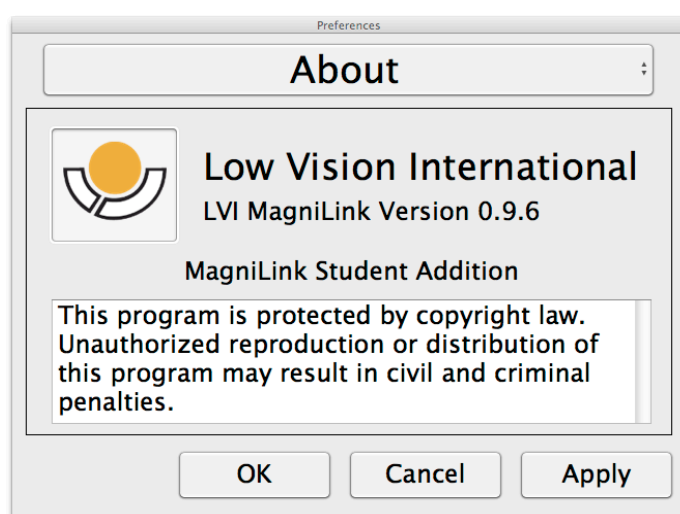 Preferences
About
Low Vision International
LVI MagniLink Version 0.9.6
MagniLink Student Addition
This program is protected by copyright law.
Unauthorized reproduction or distribution of
this program may result in civil and criminal
penalties.
OK
Cancel
Apply